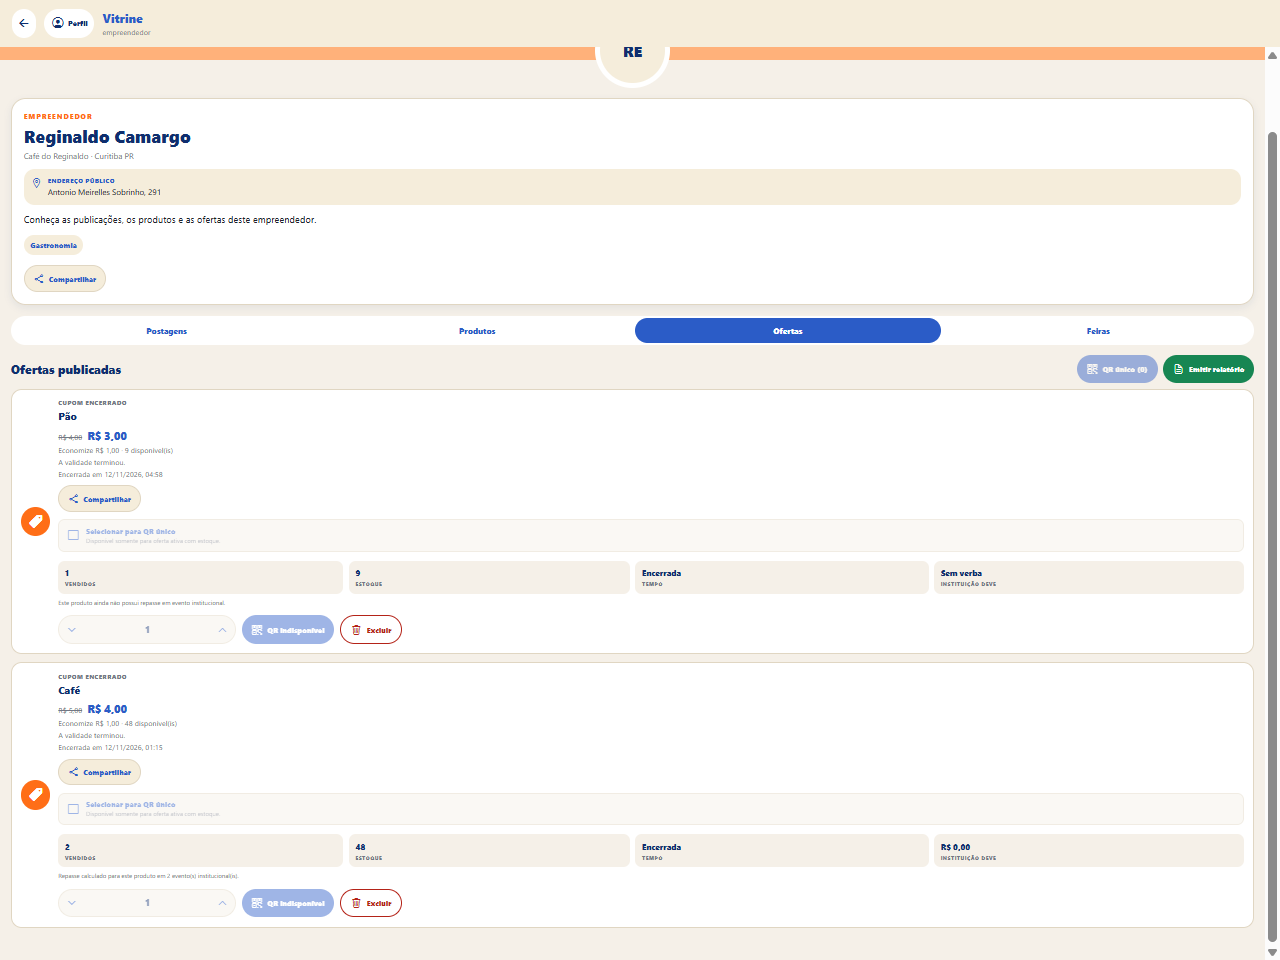 Perfil
Vitrine
empreendedor
RE
EMPREENDEDOR
Reginaldo Camargo
Café do Reginaldo · Curitiba PR
ENDEREÇO PÚBLICO
Antonio Meirelles Sobrinho, 291
Conheça as publicações, os produtos e as ofertas deste empreendedor.
Gastronomia
Compartilhar
Postagens
Produtos
Ofertas
Feiras
Ofertas publicadas
QR único (0)
Emitir relatório
CUPOM ENCERRADO
Pão
R$ 4,00 R$ 3,00
Economize R$ 1,00 · 9 disponível(is)
A validade terminou.
Encerrada em 12/11/2026, 04:58
Compartilhar
Selecionar para QR único
Disponível somente para oferta ativa com estoque.
1
VENDIDOS
9
ESTOQUE
Encerrada
TEMPO
Sem verba
INSTITUIÇÃO DEVE
Este produto ainda não possui repasse em evento institucional.
1
QR indisponível
Excluir
CUPOM ENCERRADO
Café
R$ 5,00 R$ 4,00
Economize R$ 1,00 · 48 disponível(is)
A validade terminou.
Encerrada em 12/11/2026, 01:15
Compartilhar
Selecionar para QR único
Disponível somente para oferta ativa com estoque.
2
VENDIDOS
48
ESTOQUE
Encerrada
TEMPO
R$ 0,00
INSTITUIÇÃO DEVE
Repasse calculado para este produto em 2 evento(s) institucional(is).
1
QR indisponível
Excluir